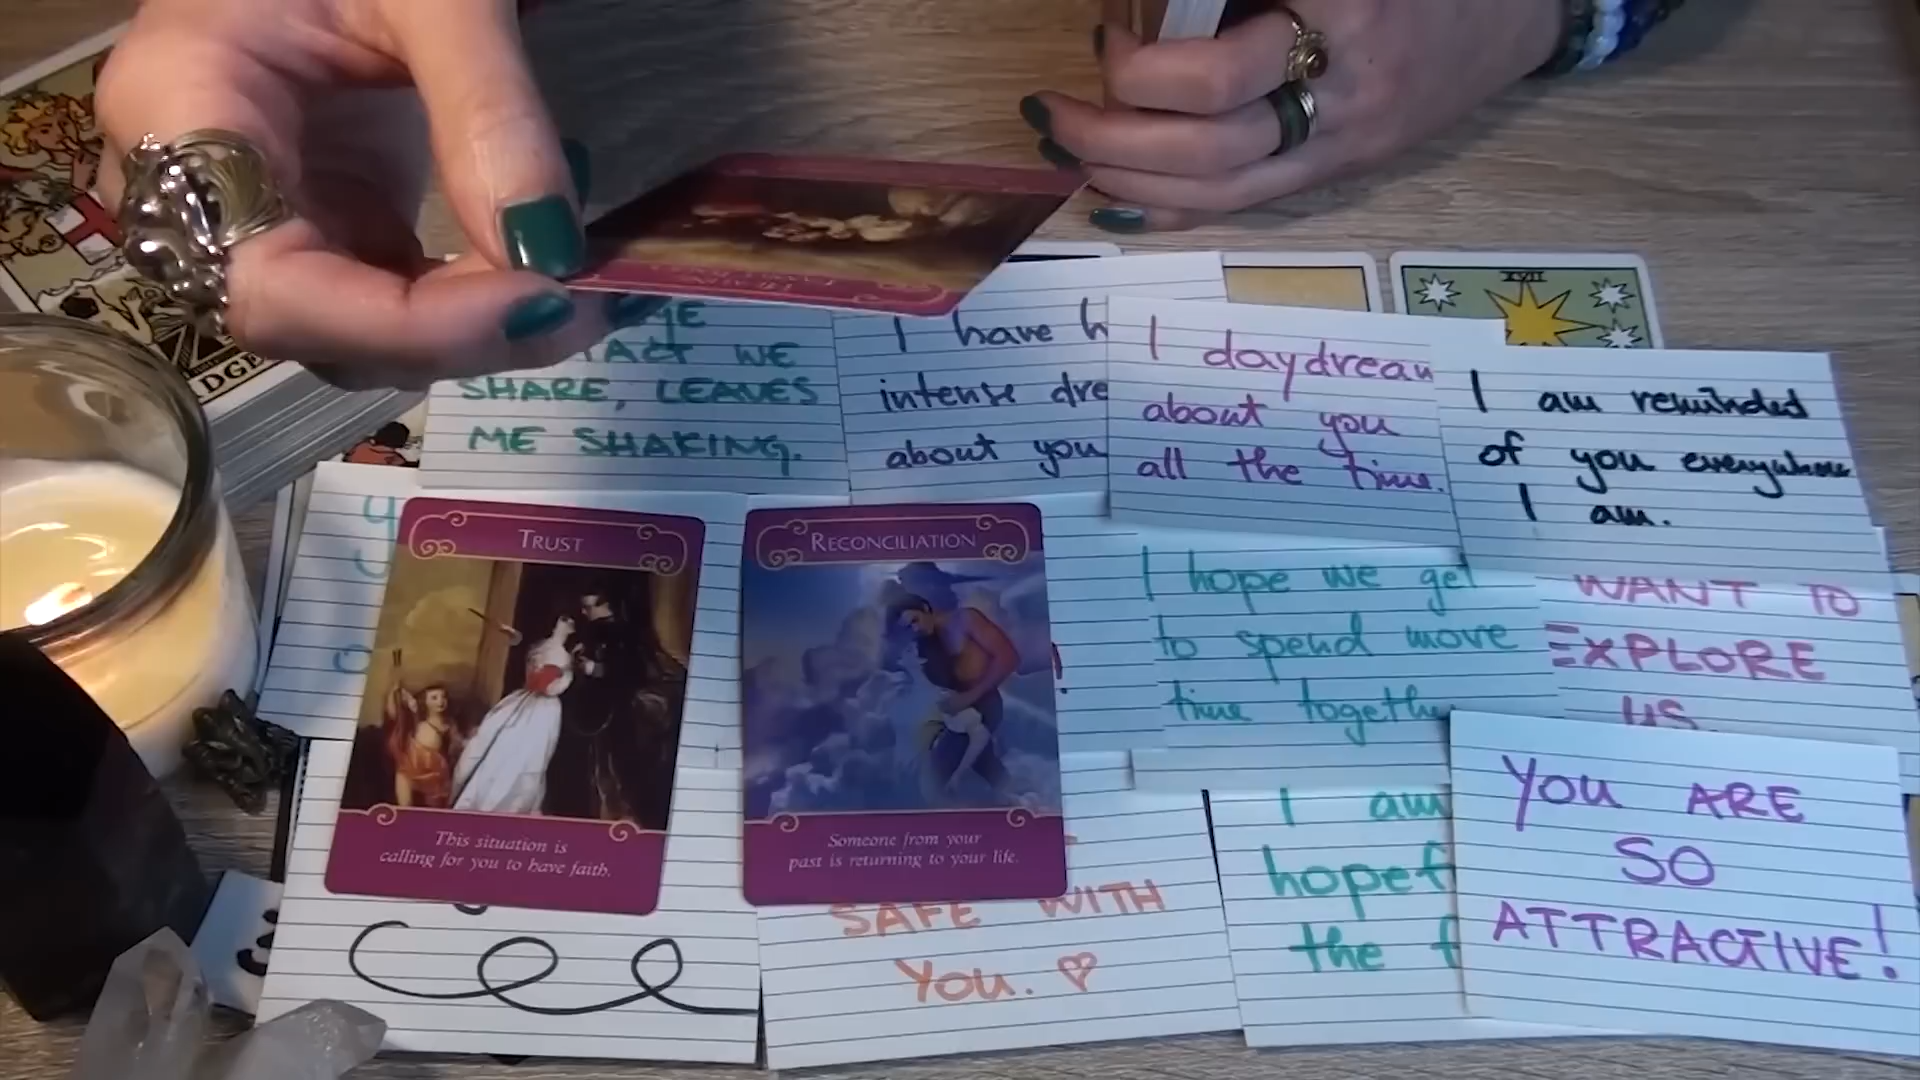 XVII
SHARE, LEAVES
ME SHAKING.
WE
I have
intense
about you
I daydream
about you
all the time.
I am reminded
of you everywhere
I am.
TRUST
This situation is
calling for you to have faith.
RECONCILIATION
Someone from your
past is returning to your life.
I hope we get
to spend more
time together
WANT TO
EXPLORE
US
SAFE WITH
YOU. ♡
I am
the
YOU ARE
SO
ATTRACTIVE!